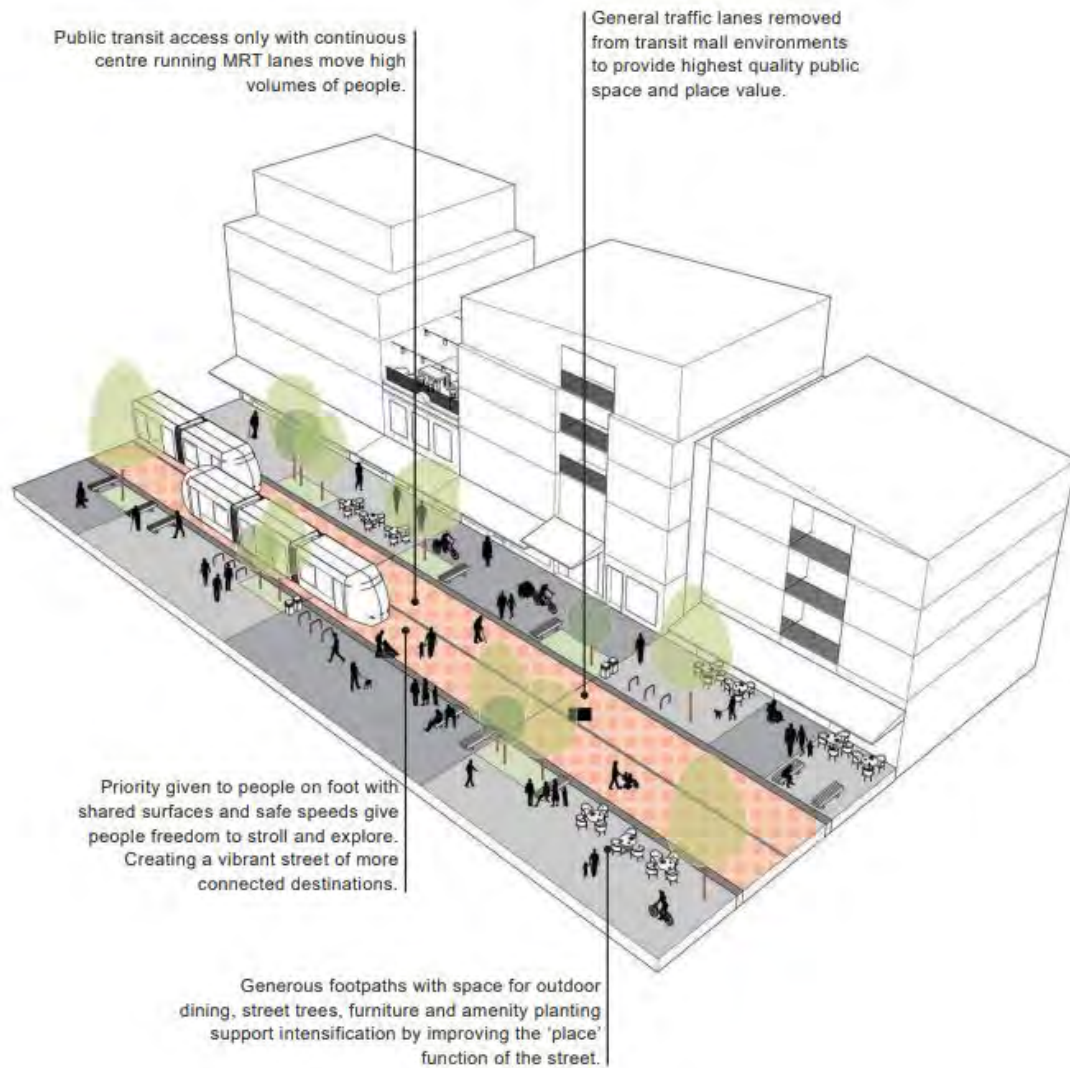 Public transit access only with continuous
centre running MRT lanes move high
volumes of people.
General traffic lanes removed
from transit mall environments
to provide highest quality public
space and place value.
Priority given to people on foot with
shared surfaces and safe speeds give
people freedom to stroll and explore.
Creating a vibrant street of more
connected destinations.
Generous footpaths with space for outdoor
dining, street trees, furniture and amenity planting
support intensification by improving the 'place'
function of the street.